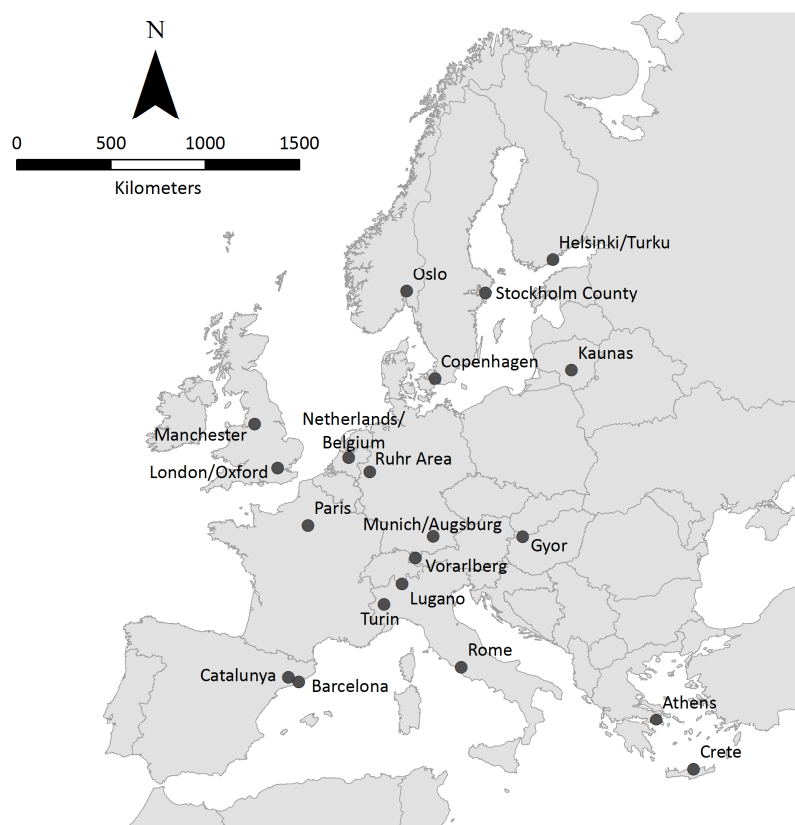 N
0 500 1000 1500
Kilometers
Helsinki/Turku
Oslo
Stockholm County
Copenhagen
Kaunas
Netherlands/
Belgium
Manchester
Ruhr Area
London/Oxford
Paris
Munich/Augsburg
Gyor
Vorarlberg
Lugano
Turin
Rome
Catalunya
Barcelona
Athens
Crete